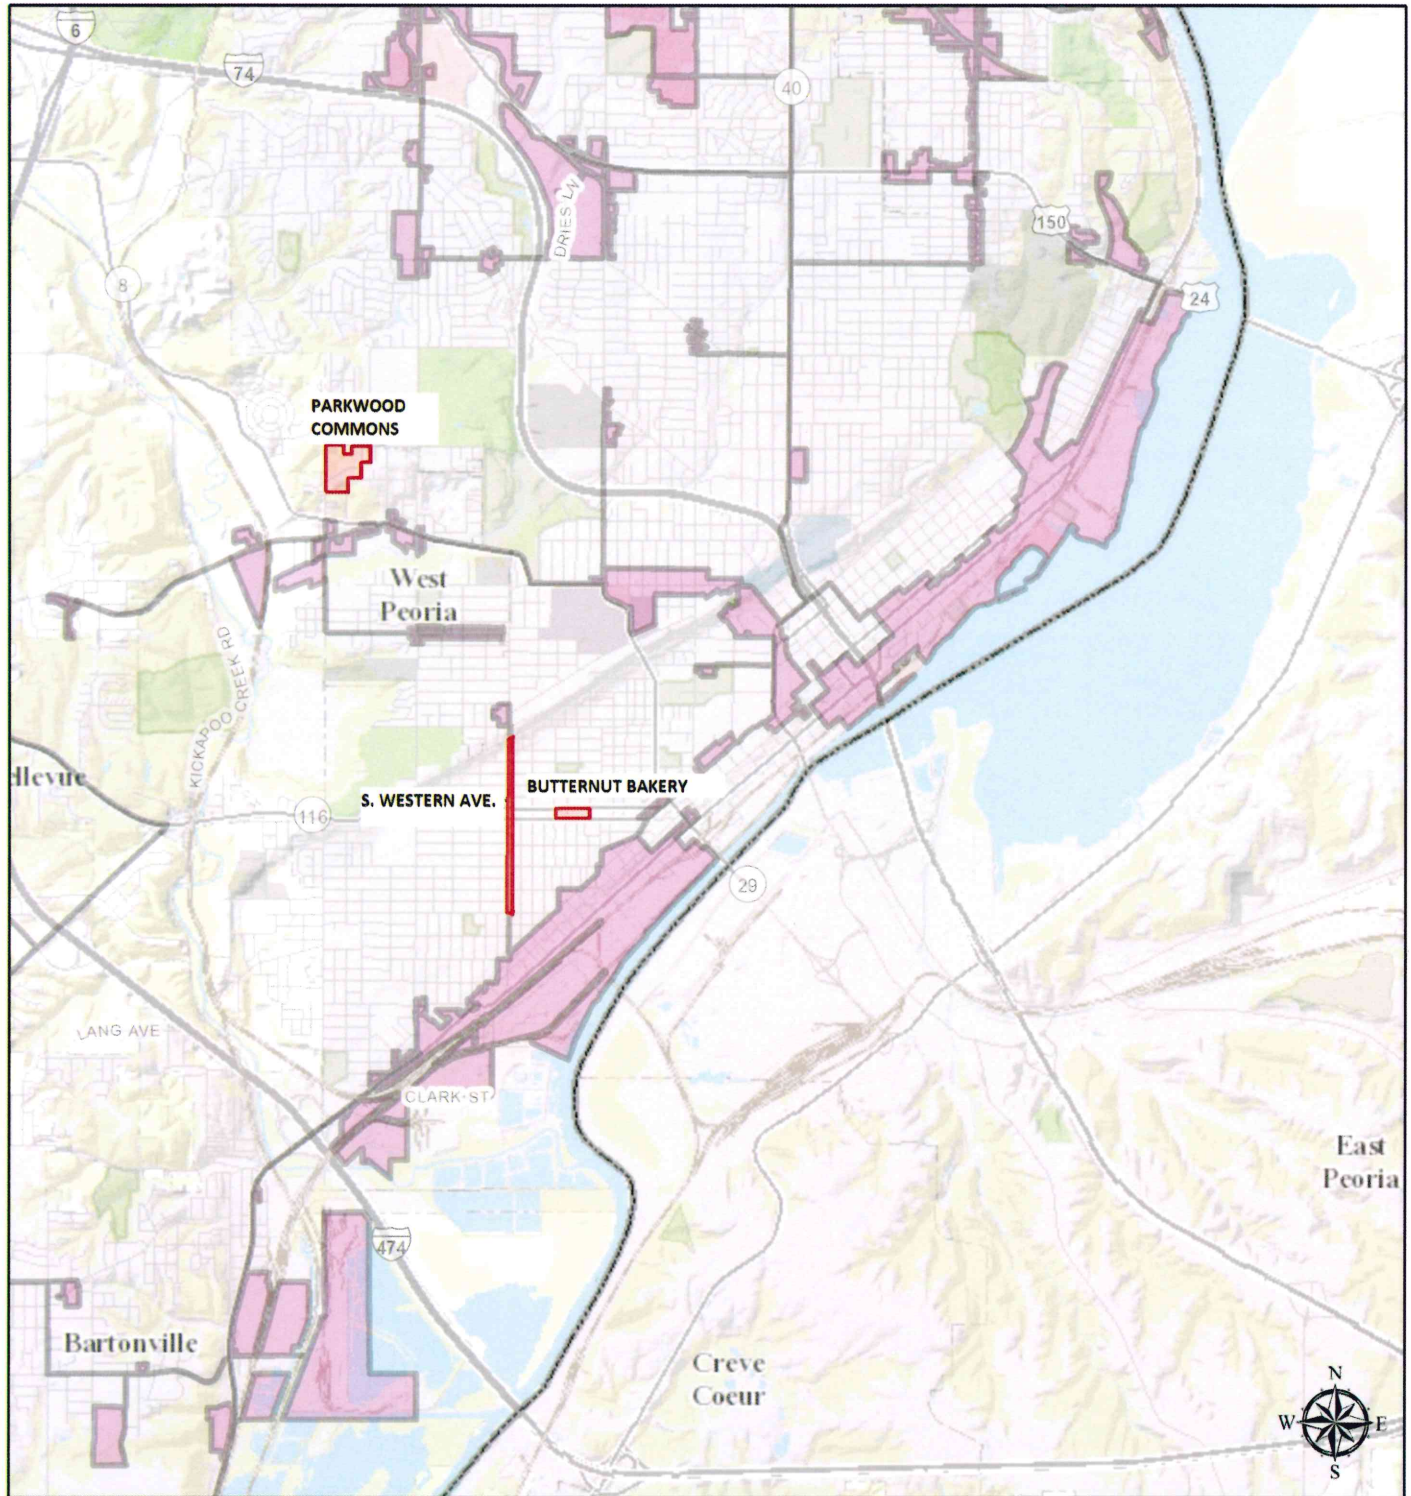 6
74
40
DRIES LN
150
8
24
PARKWOOD
COMMONS
West
Peoria
KICKAPOO CREEK RD
llevue
S. WESTERN AVE.
BUTTERNUT BAKERY
116
29
LANG AVE
CLARK ST
East
Peoria
474
Bartonville
Creve
Coeur
N
W
E
S